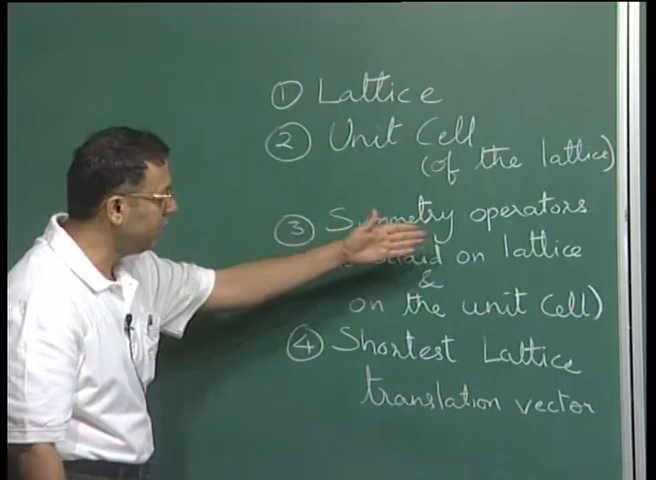 ① Lattice
② Unit Cell
(of the lattice)
③ Symmetry operators
on lattice
&
on the unit Cell)
④ Shortest Lattice
translation vector